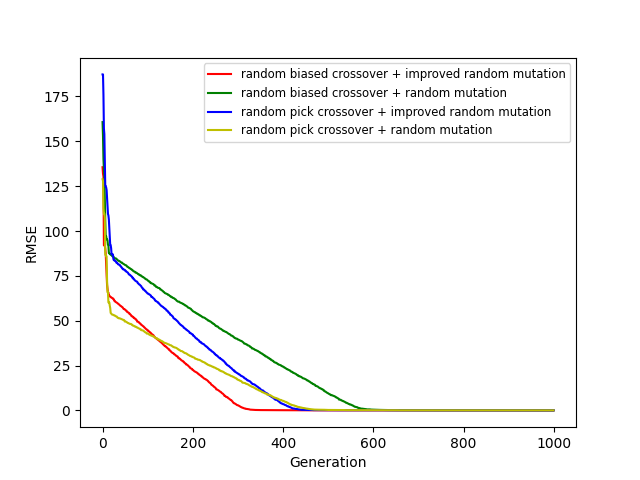 random biased crossover + improved random mutation
random biased crossover + random mutation
random pick crossover + improved random mutation
random pick crossover + random mutation
175
150
125
100
75
50
25
0
RMSE
0 200 400 600 800 1000
Generation